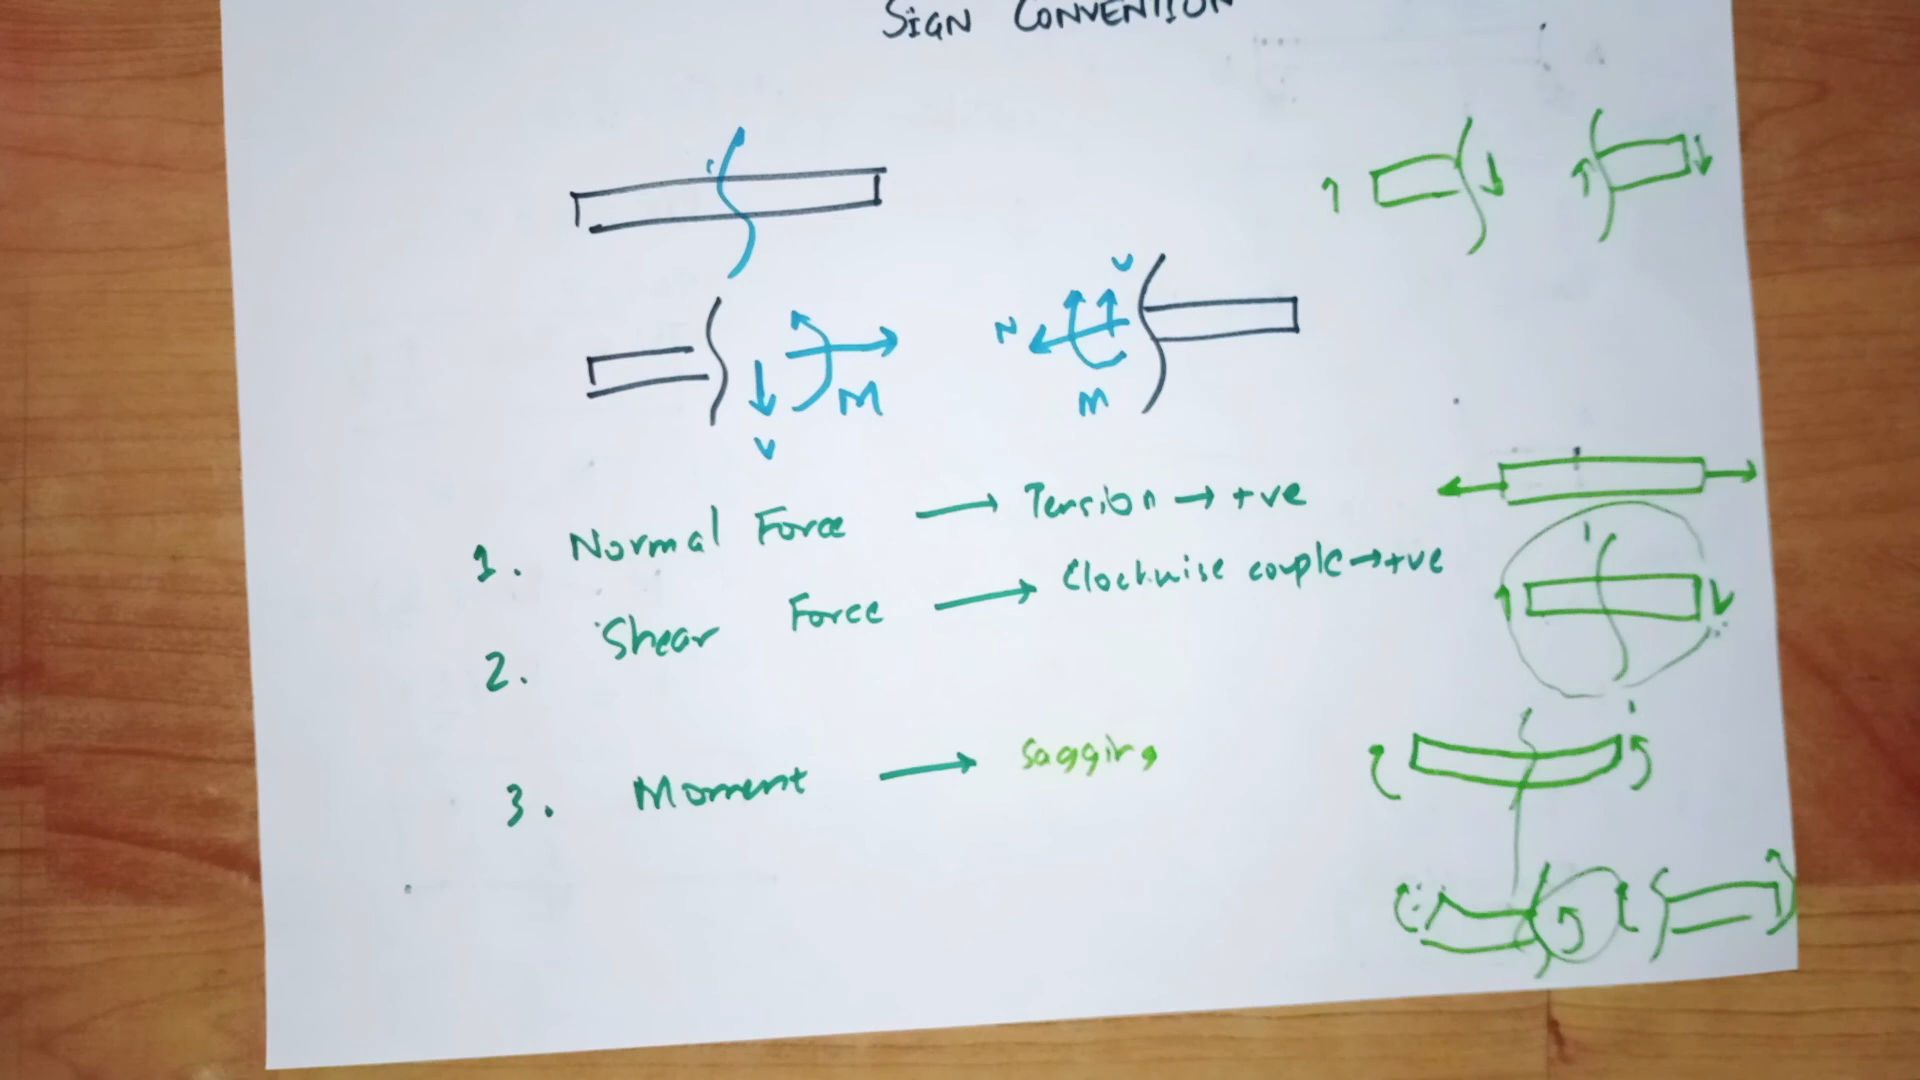 SIGN CONVENTION
V
N
M
M
V
1. Normal Force → Tension → +ve
2. Shear Force → Clockwise couple → +ve
3. Moment → Sagging